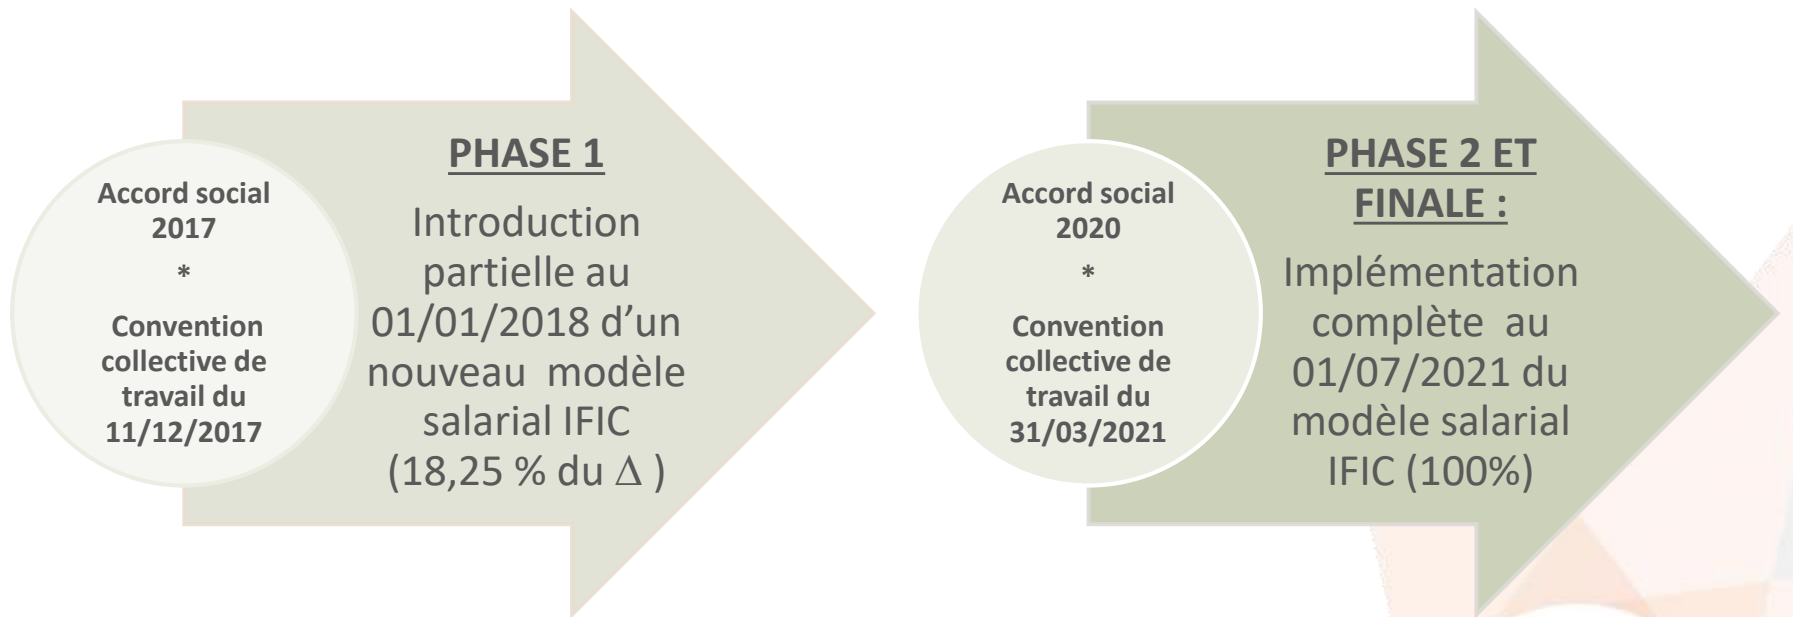 Accord social
2017
*
Convention
collective de
travail du
11/12/2017
PHASE 1
Introduction
partielle au
01/01/2018 d’un
nouveau modèle
salarial IFIC
(18,25 % du Δ )
Accord social
2020
*
Convention
collective de
travail du
31/03/2021
PHASE 2 ET
FINALE :
Implémentation
complète au
01/07/2021 du
modèle salarial
IFIC (100%)